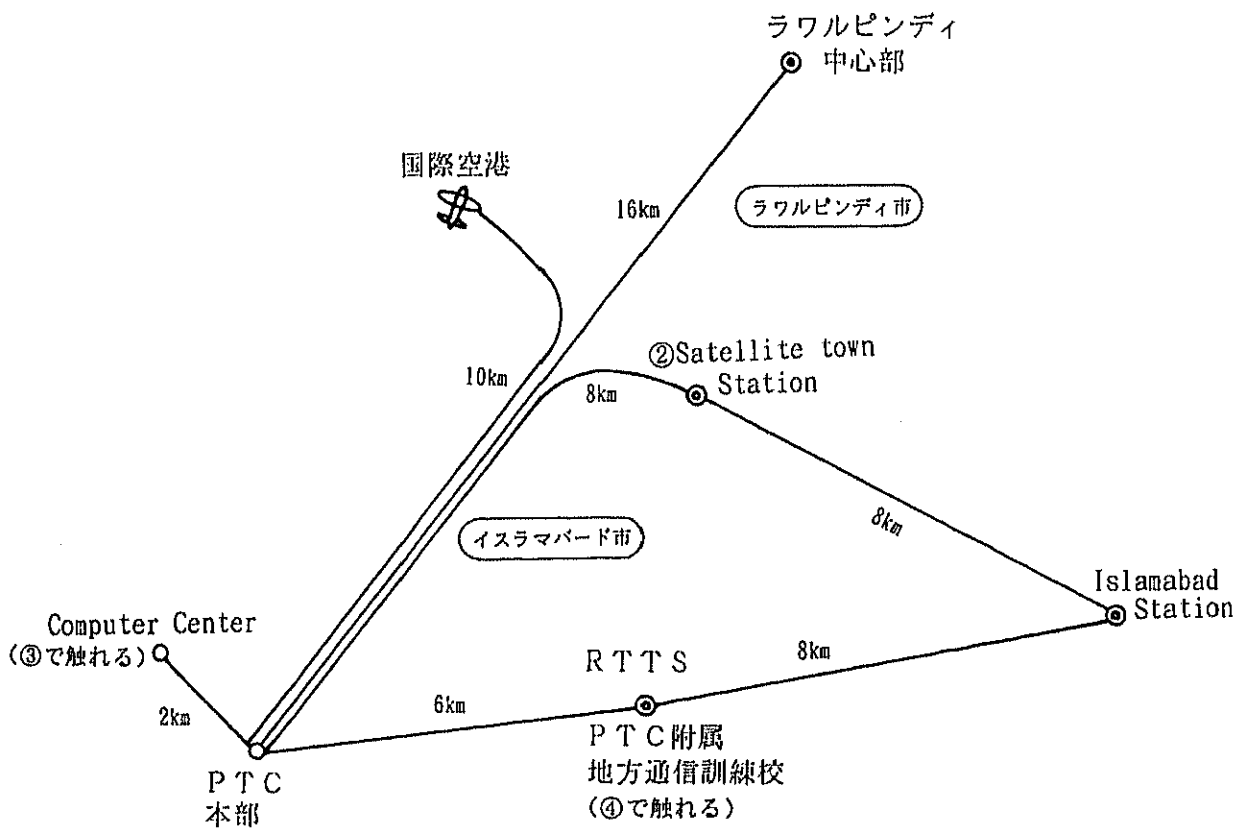 ラワルピンディ
中心部
国際空港
16km
ラワルピンディ市
②Satellite town
Station
10km
8km
8km
イスラマバード市
Islamabad
Station
Computer Center
(③で触れる)
RTTS
8km
2km
6km
PTC附属
地方通信訓練校
(④で触れる)
PTC
本部